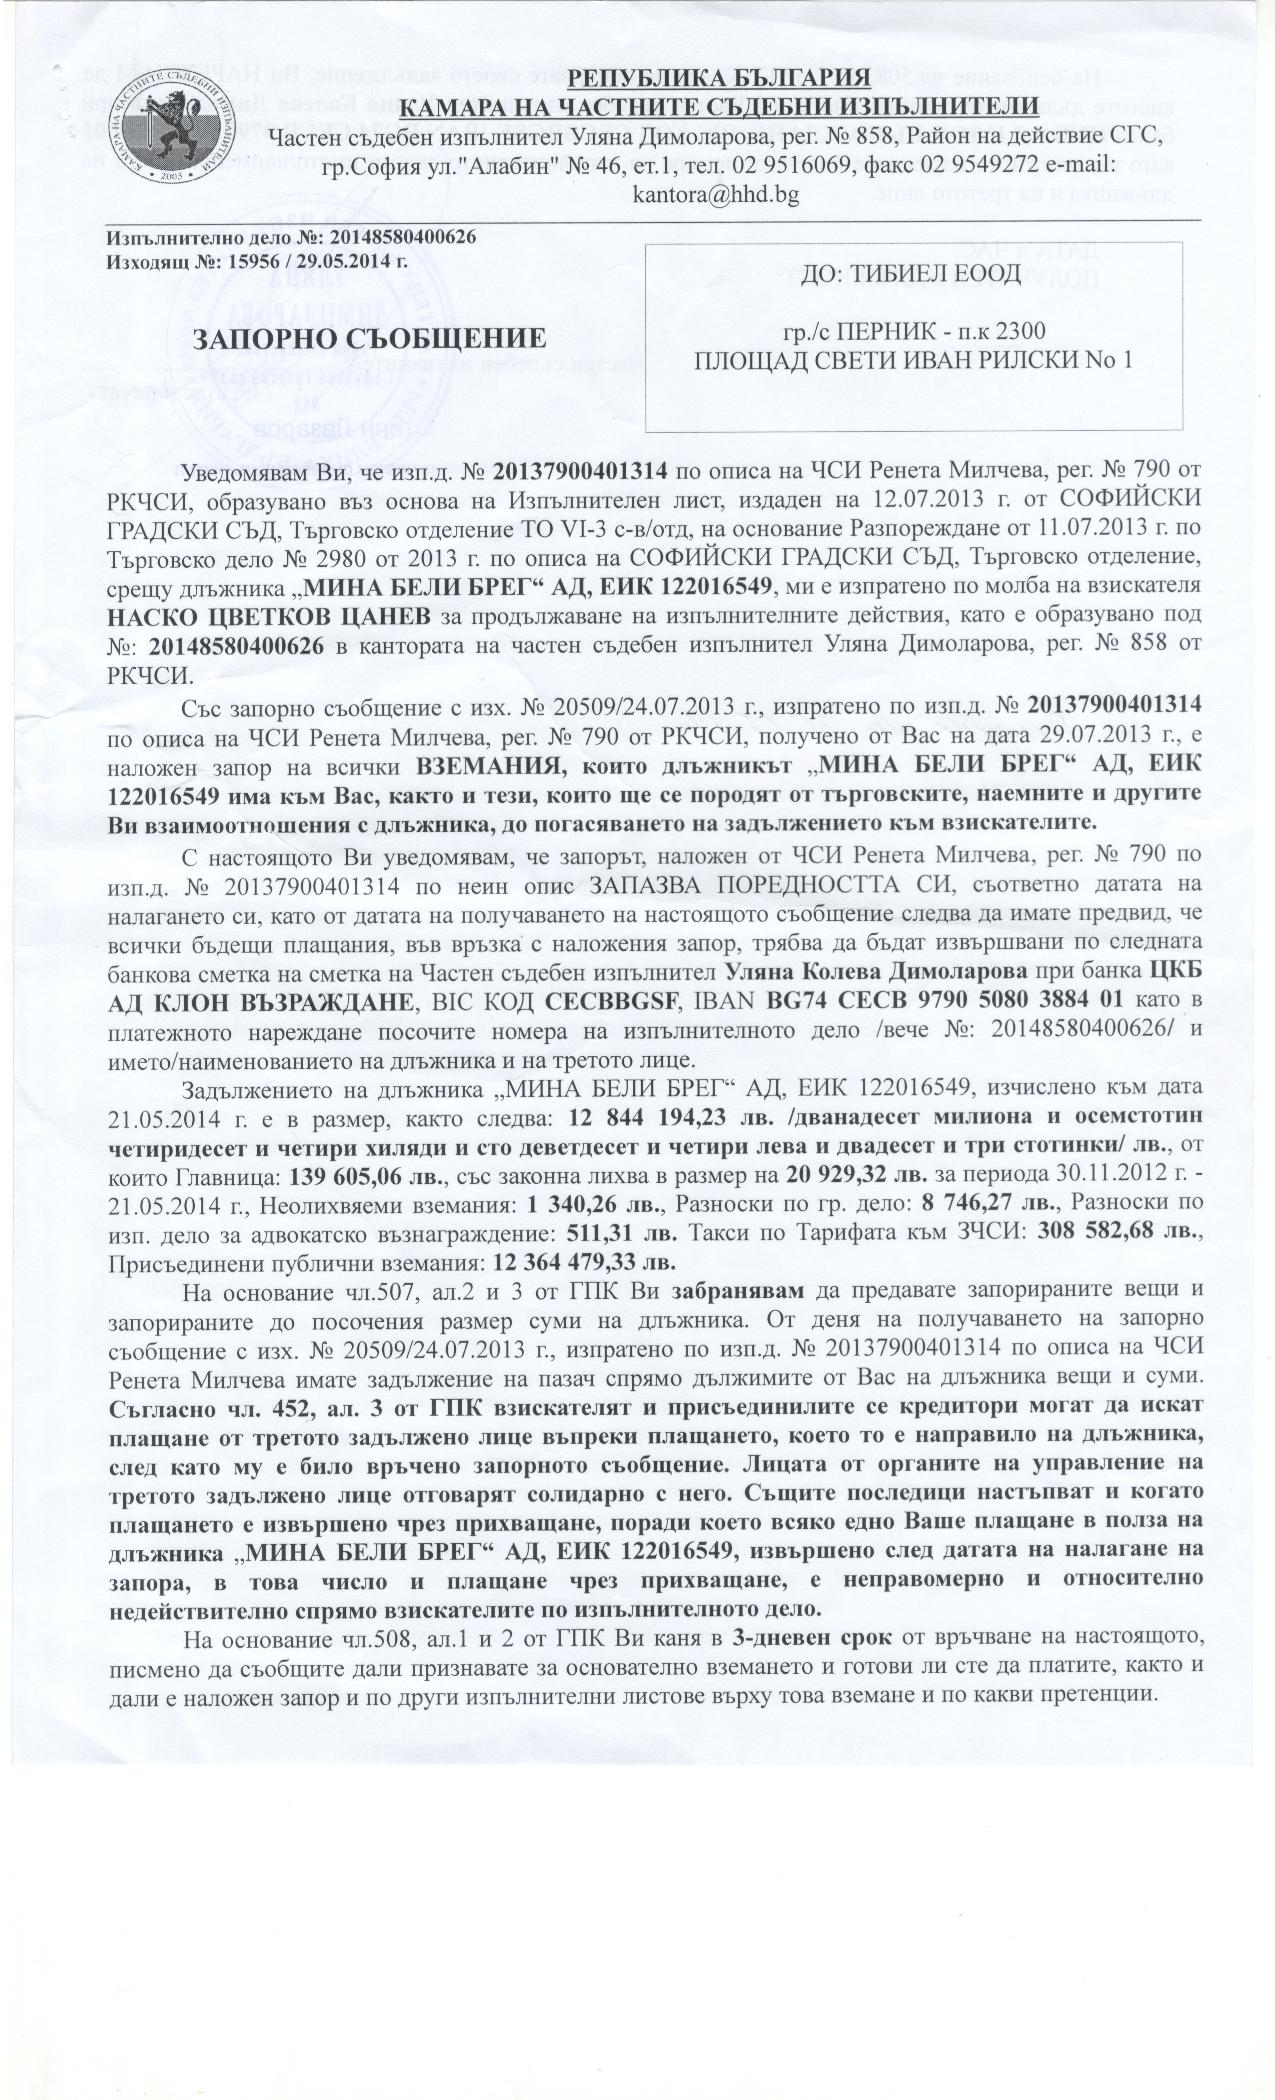 РЕПУБЛИКА БЪЛГАРИЯ
КАМАРА НА ЧАСТНИТЕ СЪДЕБНИ ИЗПЪЛНИТЕЛИ
Частен съдебен изпълнител Уляна Димоларова, рег. № 858, Район на действие СГС,
гр.София ул."Алабин" № 46, ет.1, тел. 02 9516069, факс 02 9549272 e-mail:
kantora@hhd.bg
КАМАРА НА ЧАСТНИТЕ СЪДЕБНИ ИЗПЪЛНИТЕЛИ • 2005 •
Изпълнително дело №: 20148580400626
Изходящ №: 15956 / 29.05.2014 г.
ДО: ТИБИЕЛ ЕООД
гр./с ПЕРНИК - п.к 2300
ПЛОЩАД СВЕТИ ИВАН РИЛСКИ No 1
ЗАПОРНО СЪОБЩЕНИЕ
Уведомявам Ви, че изп.д. № 20137900401314 по описа на ЧСИ Ренета Милчева, рег. № 790 от
РКЧСИ, образувано въз основа на Изпълнителен лист, издаден на 12.07.2013 г. от СОФИЙСКИ
ГРАДСКИ СЪД, Търговско отделение ТО VI-3 с-в/отд, на основание Разпореждане от 11.07.2013 г. по
Търговско дело № 2980 от 2013 г. по описа на СОФИЙСКИ ГРАДСКИ СЪД, Търговско отделение,
срещу длъжника „МИНА БЕЛИ БРЕГ“ АД, ЕИК 122016549, ми е изпратено по молба на взискателя
НАСКО ЦВЕТКОВ ЦАНЕВ за продължаване на изпълнителните действия, като е образувано под
№: 20148580400626 в кантората на частен съдебен изпълнител Уляна Димоларова, рег. № 858 от
РКЧСИ.
Със запорно съобщение с изх. № 20509/24.07.2013 г., изпратено по изп.д. № 20137900401314
по описа на ЧСИ Ренета Милчева, рег. № 790 от РКЧСИ, получено от Вас на дата 29.07.2013 г., е
наложен запор на всички ВЗЕМАНИЯ, които длъжникът „МИНА БЕЛИ БРЕГ“ АД, ЕИК
122016549 има към Вас, както и тези, които ще се породят от търговските, наемните и другите
Ви взаимоотношения с длъжника, до погасяването на задължението към взискателите.
С настоящото Ви уведомявам, че запорът, наложен от ЧСИ Ренета Милчева, рег. № 790 по
изп.д. № 20137900401314 по неин опис ЗАПАЗВА ПОРЕДНОСТТА СИ, съответно датата на
налагането си, като от датата на получаването на настоящото съобщение следва да имате предвид, че
всички бъдещи плащания, във връзка с наложения запор, трябва да бъдат извършвани по следната
банкова сметка на сметка на Частен съдебен изпълнител Уляна Колева Димоларова при банка ЦКБ
АД КЛОН ВЪЗРАЖДАНЕ, BIC КОД CECBBGSF, IBAN BG74 CECB 9790 5080 3884 01 като в
платежното нареждане посочите номера на изпълнителното дело /вече №: 20148580400626/ и
името/наименованието на длъжника и на третото лице.
Задължението на длъжника „МИНА БЕЛИ БРЕГ“ АД, ЕИК 122016549, изчислено към дата
21.05.2014 г. е в размер, както следва: 12 844 194,23 лв. /дванадесет милиона и осемстотин
четиридесет и четири хиляди и сто деветдесет и четири лева и двадесет и три стотинки/ лв., от
които Главница: 139 605,06 лв., със законна лихва в размер на 20 929,32 лв. за периода 30.11.2012 г. -
21.05.2014 г., Неолихвяеми вземания: 1 340,26 лв., Разноски по гр. дело: 8 746,27 лв., Разноски по
изп. дело за адвокатско възнаграждение: 511,31 лв. Такси по Тарифата към ЗЧСИ: 308 582,68 лв.,
Присъединени публични вземания: 12 364 479,33 лв.
На основание чл.507, ал.2 и 3 от ГПК Ви забранявам да предавате запорираните вещи и
запорираните до посочения размер суми на длъжника. От деня на получаването на запорно
съобщение с изх. № 20509/24.07.2013 г., изпратено по изп.д. № 20137900401314 по описа на ЧСИ
Ренета Милчева имате задължение на пазач спрямо дължимите от Вас на длъжника вещи и суми.
Съгласно чл. 452, ал. 3 от ГПК взискателят и присъединилите се кредитори могат да искат
плащане от третото задължено лице въпреки плащането, което то е направило на длъжника,
след като му е било връчено запорното съобщение. Лицата от органите на управление на
третото задължено лице отговарят солидарно с него. Същите последици настъпват и когато
плащането е извършено чрез прихващане, поради което всяко едно Ваше плащане в полза на
длъжника „МИНА БЕЛИ БРЕГ“ АД, ЕИК 122016549, извършено след датата на налагане на
запора, в това число и плащане чрез прихващане, е неправомерно и относително
недействително спрямо взискателите по изпълнителното дело.
На основание чл.508, ал.1 и 2 от ГПК Ви каня в 3-дневен срок от връчване на настоящото,
писмено да съобщите дали признавате за основателно вземането и готови ли сте да платите, както и
дали е наложен запор и по други изпълнителни листове върху това вземане и по какви претенции.